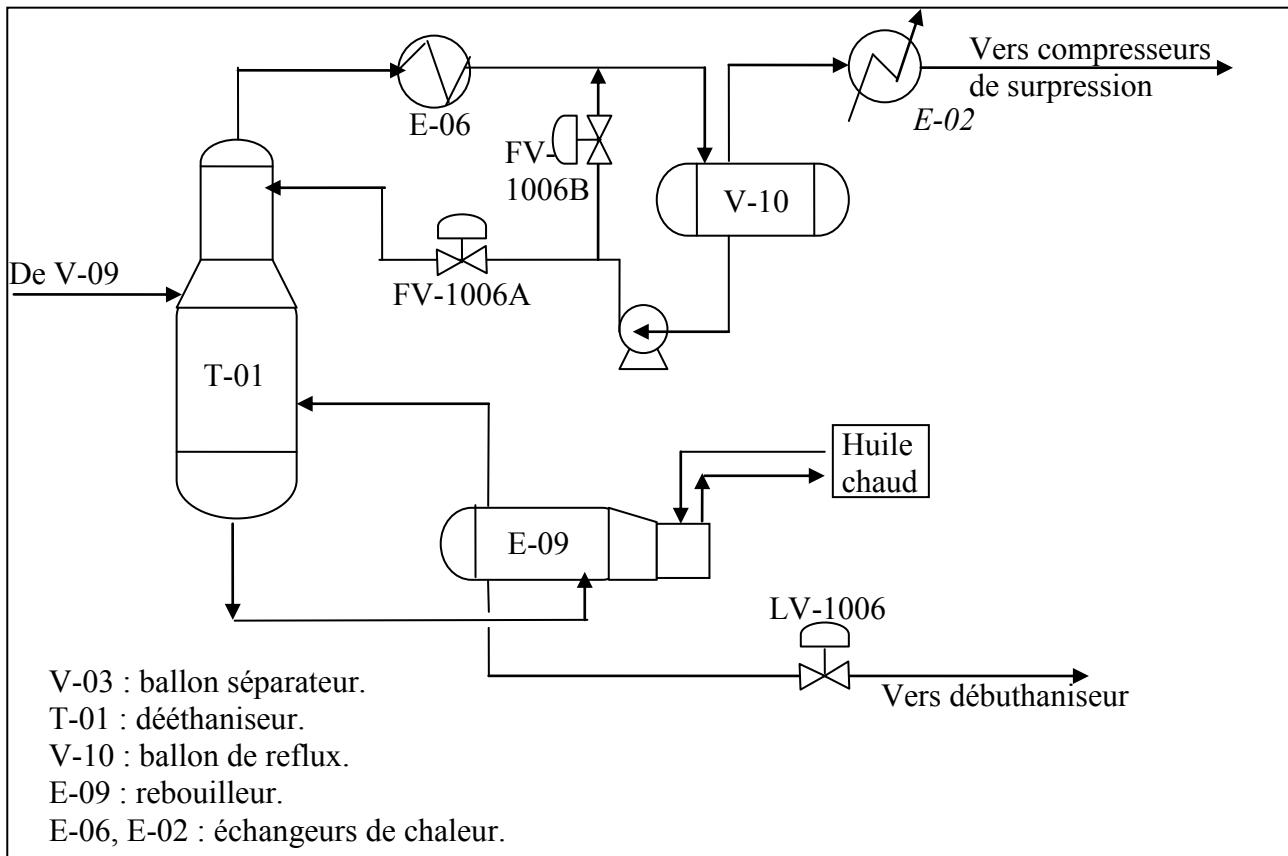 Vers compresseurs
de surpression
E-02
E-06
FV-
1006B
V-10
De V-09
FV-1006A
T-01
Huile
chaud
E-09
LV-1006
Vers débuthaniseur
V-03 : ballon séparateur.
T-01 : dééthaniseur.
V-10 : ballon de reflux.
E-09 : rebouilleur.
E-06, E-02 : échangeurs de chaleur.